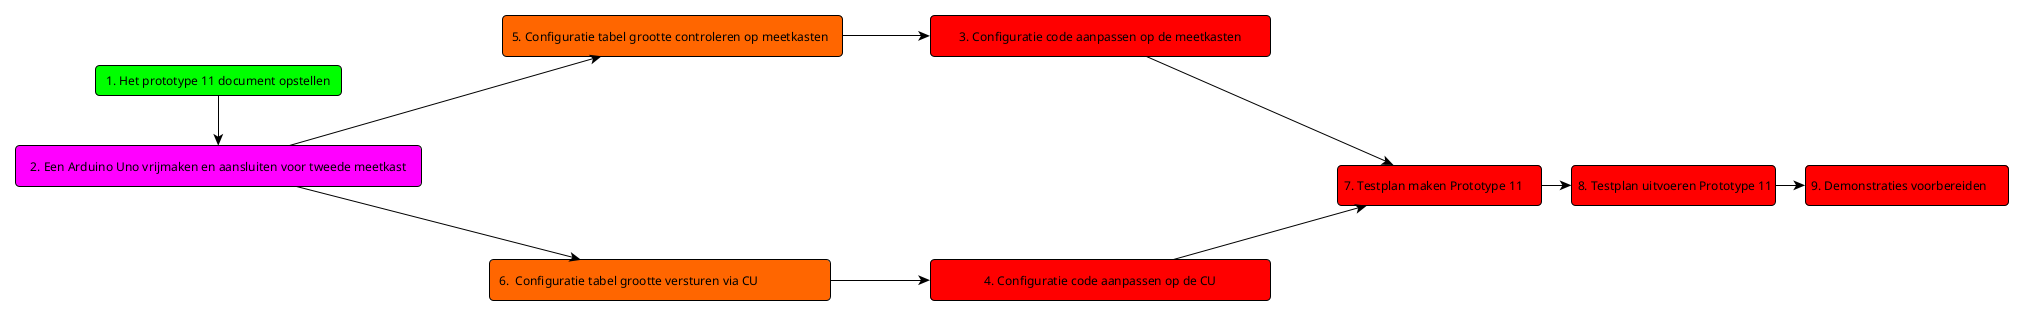 1. Het prototype 11 document opstellen
2. Een Arduino Uno vrijmaken en aansluiten voor tweede meetkast
5. Configuratie tabel grootte controleren op meetkasten
3. Configuratie code aanpassen op de meetkasten
6. Configuratie tabel grootte versturen via CU
4. Configuratie code aanpassen op de CU
7. Testplan maken Prototype 11
8. Testplan uitvoeren Prototype 11
9. Demonstraties voorbereiden